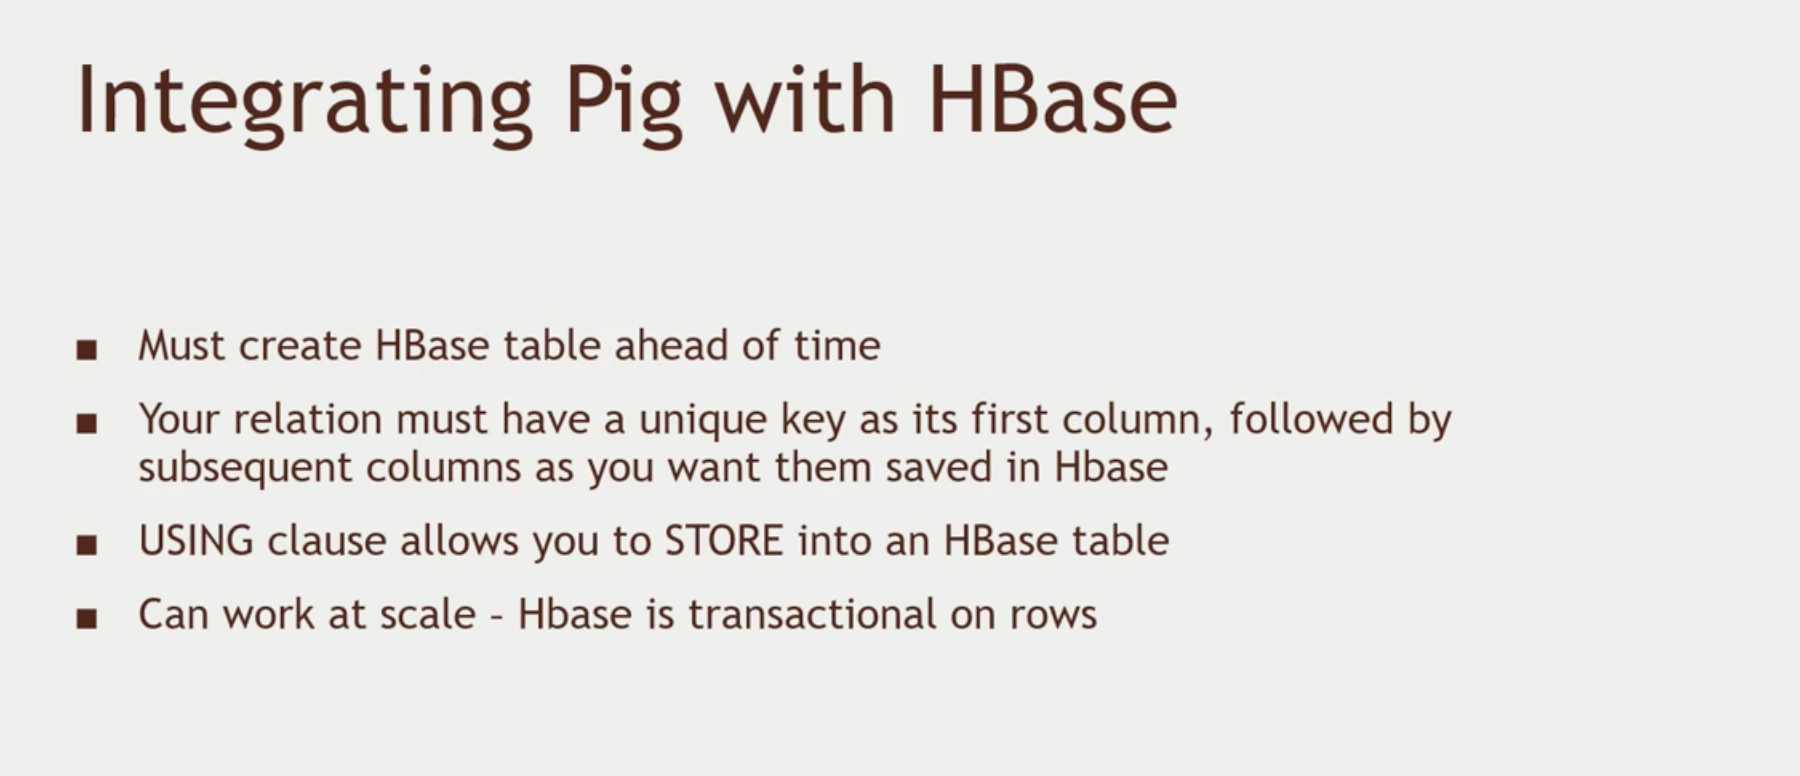 Integrating Pig with HBase
■ Must create HBase table ahead of time
■ Your relation must have a unique key as its first column, followed by
subsequent columns as you want them saved in Hbase
■ USING clause allows you to STORE into an HBase table
■ Can work at scale – Hbase is transactional on rows